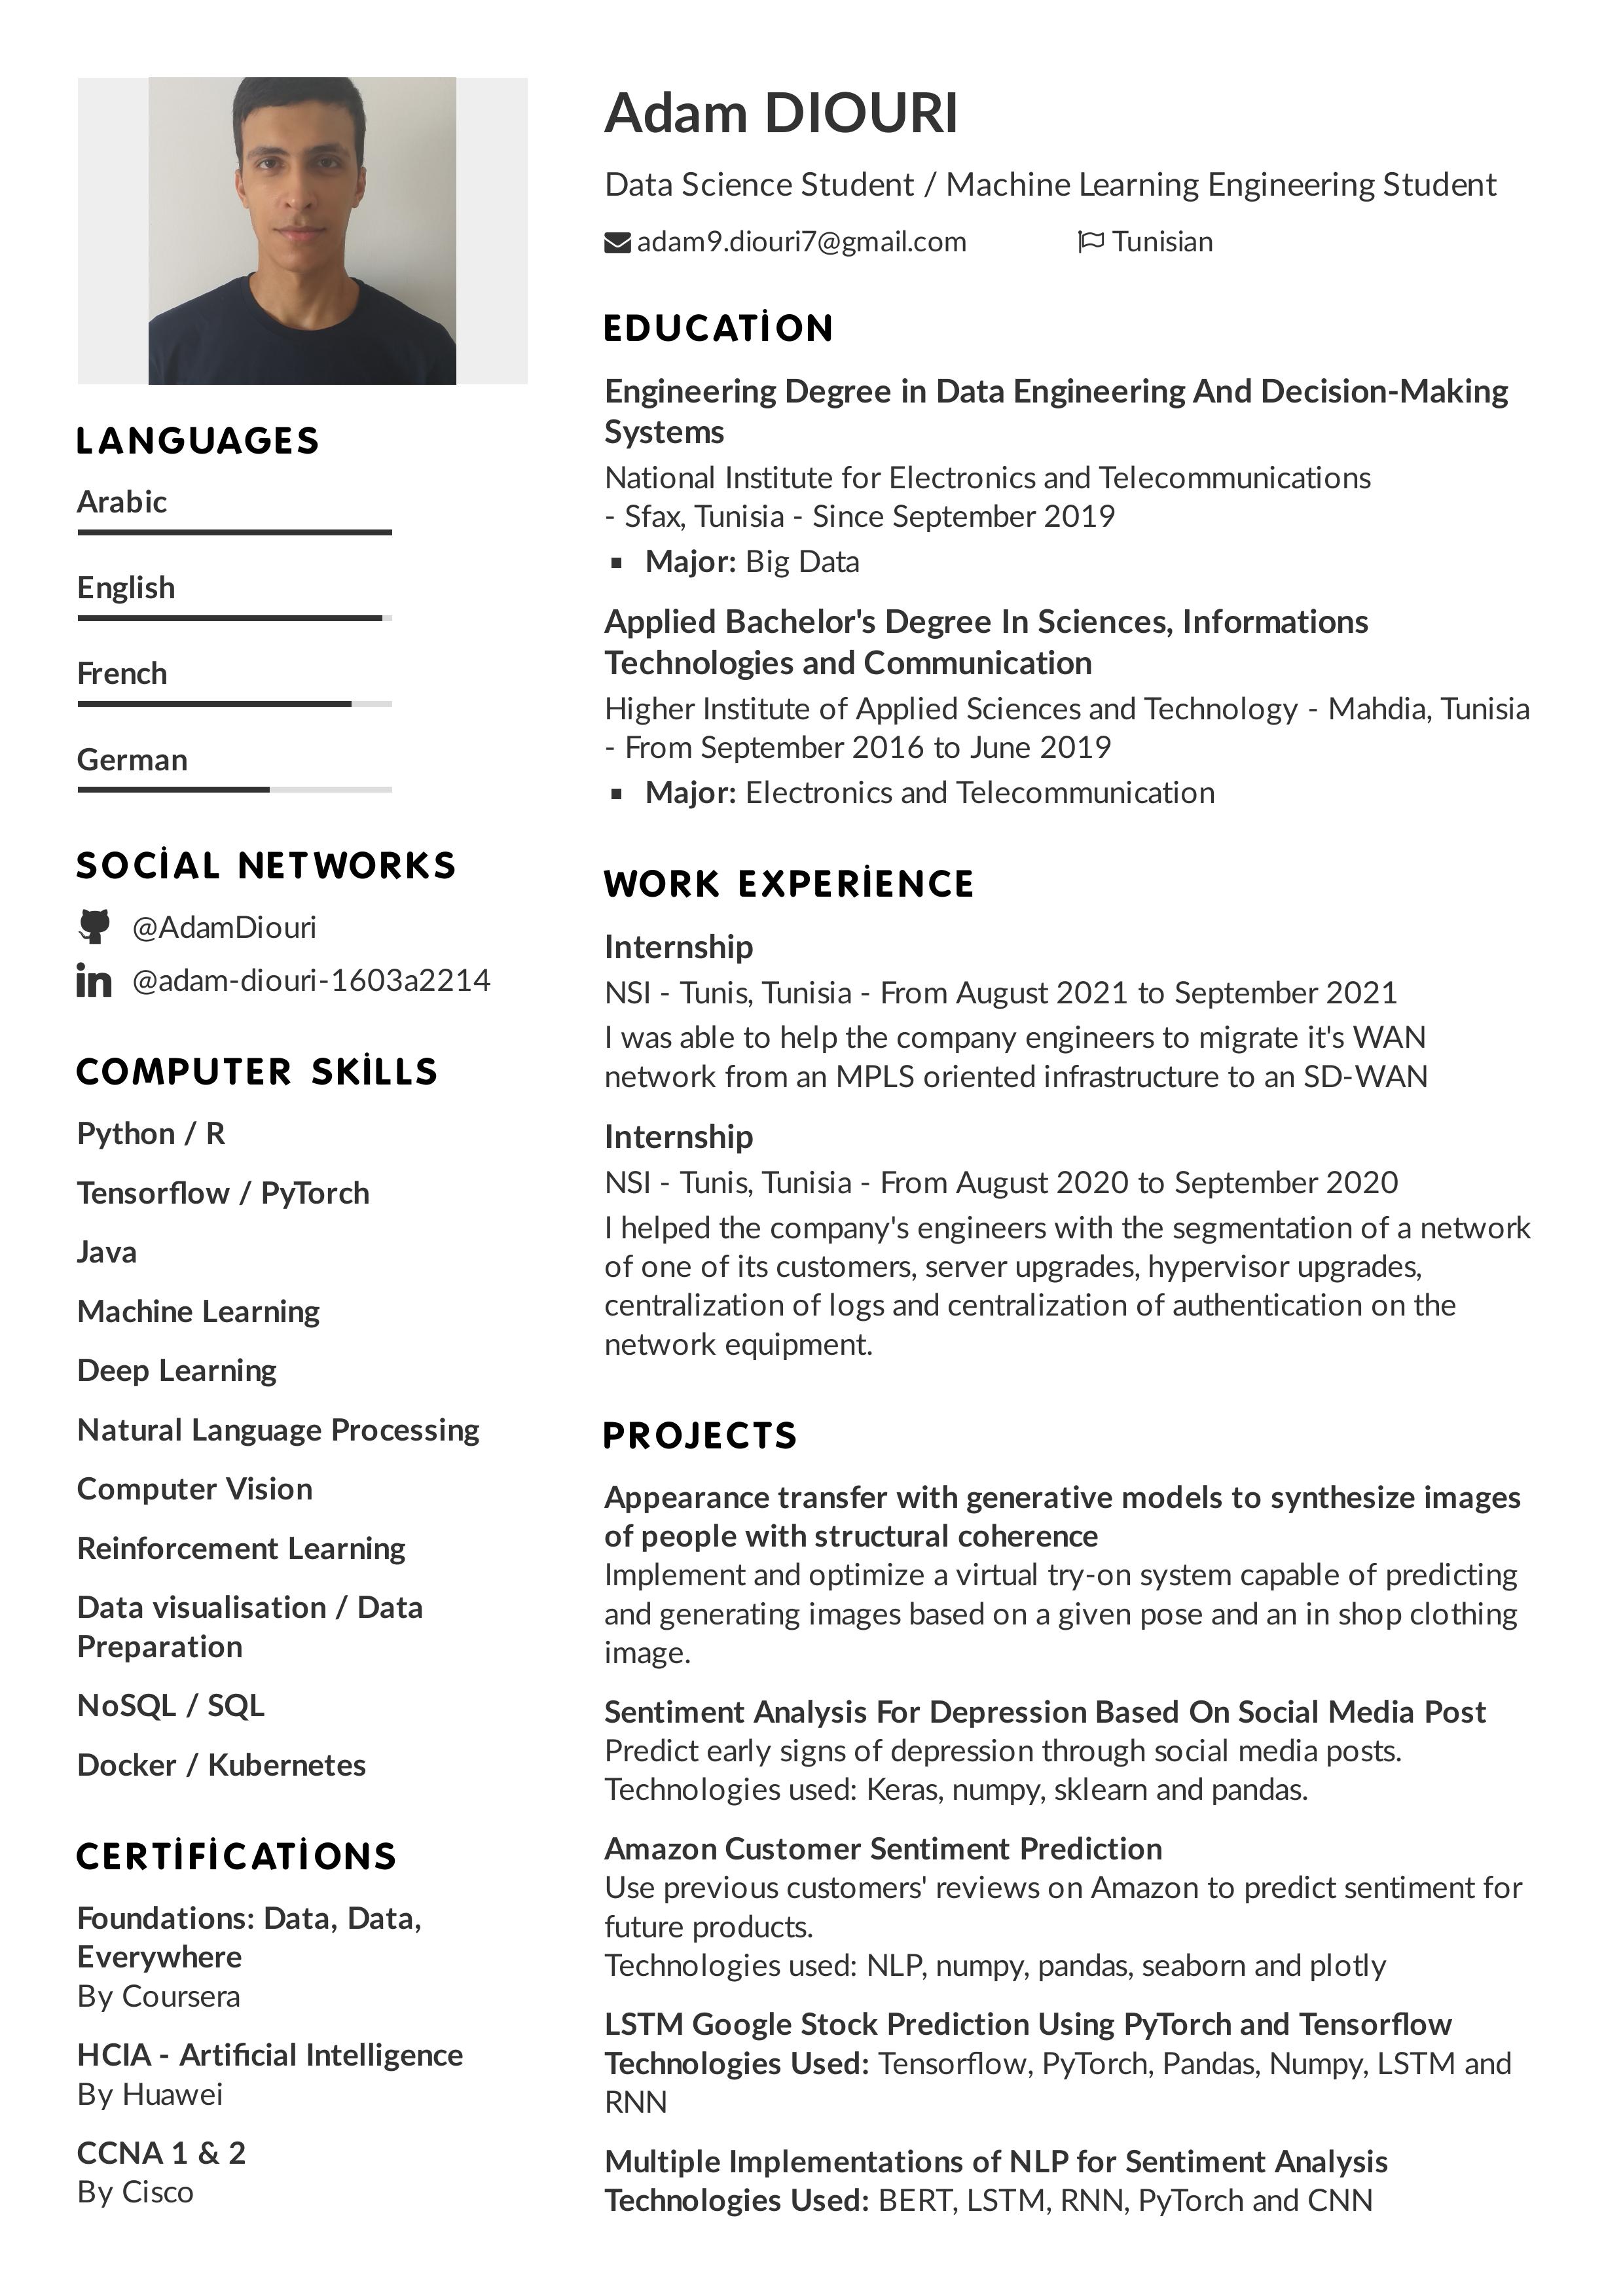 Adam DIOURI
Data Science Student / Machine Learning Engineering Student
adam9.diouri7@gmail.com
Tunisian
LANGUAGES
Arabic
English
French
German
SOCİAL NETWORKS
@AdamDiouri
@adam-diouri-1603a2214
COMPUTER SKİLLS
Python / R
Tensorflow / PyTorch
Java
Machine Learning
Deep Learning
Natural Language Processing
Computer Vision
Reinforcement Learning
Data visualisation / Data
Preparation
NoSQL / SQL
Docker / Kubernetes
CERTİFİCATİONS
Foundations: Data, Data,
Everywhere
By Coursera
HCIA - Artificial Intelligence
By Huawei
CCNA 1 & 2
By Cisco
EDUCATİON
Engineering Degree in Data Engineering And Decision-Making
Systems
National Institute for Electronics and Telecommunications
- Sfax, Tunisia - Since September 2019
▪ Major: Big Data
Applied Bachelor's Degree In Sciences, Informations
Technologies and Communication
Higher Institute of Applied Sciences and Technology - Mahdia, Tunisia
- From September 2016 to June 2019
▪ Major: Electronics and Telecommunication
WORK EXPERİENCE
Internship
NSI - Tunis, Tunisia - From August 2021 to September 2021
I was able to help the company engineers to migrate it's WAN
network from an MPLS oriented infrastructure to an SD-WAN
Internship
NSI - Tunis, Tunisia - From August 2020 to September 2020
I helped the company's engineers with the segmentation of a network
of one of its customers, server upgrades, hypervisor upgrades,
centralization of logs and centralization of authentication on the
network equipment.
PROJECTS
Appearance transfer with generative models to synthesize images
of people with structural coherence
Implement and optimize a virtual try-on system capable of predicting
and generating images based on a given pose and an in shop clothing
image.
Sentiment Analysis For Depression Based On Social Media Post
Predict early signs of depression through social media posts.
Technologies used: Keras, numpy, sklearn and pandas.
Amazon Customer Sentiment Prediction
Use previous customers' reviews on Amazon to predict sentiment for
future products.
Technologies used: NLP, numpy, pandas, seaborn and plotly
LSTM Google Stock Prediction Using PyTorch and Tensorflow
Technologies Used: Tensorflow, PyTorch, Pandas, Numpy, LSTM and
RNN
Multiple Implementations of NLP for Sentiment Analysis
Technologies Used: BERT, LSTM, RNN, PyTorch and CNN